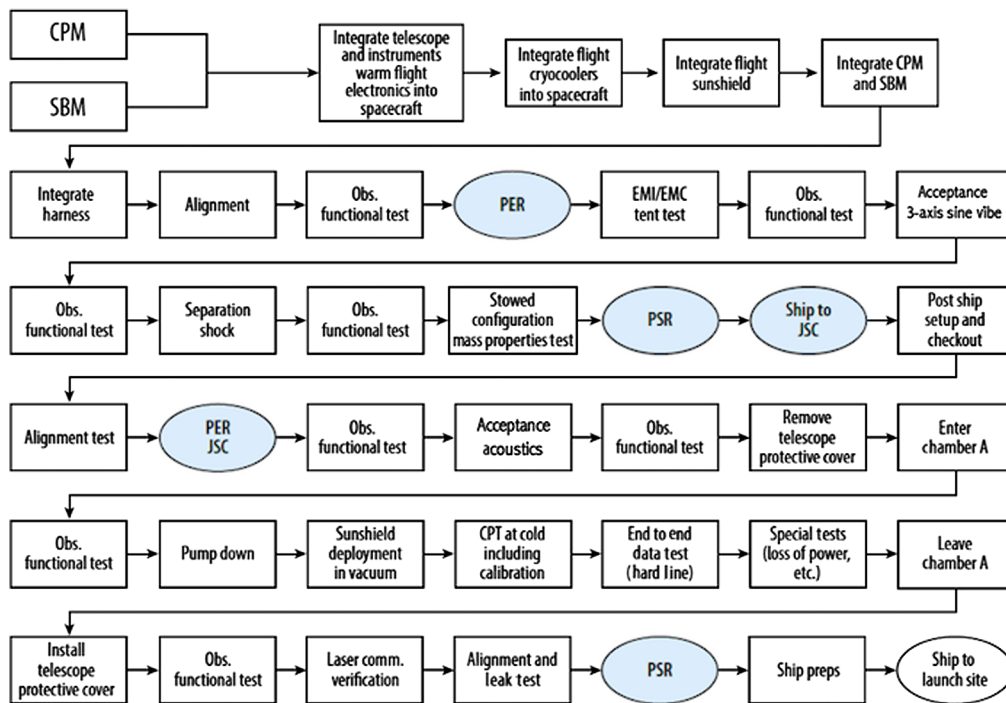 CPM
SBM
Integrate telescope
and instruments
warm flight
electronics into
spacecraft
Integrate flight
cryocoolers
into spacecraft
Integrate flight
sunshield
Integrate CPM
and SBM
Integrate
harness
Alignment
Obs.
functional test
PER
EMI/EMC
tent test
Obs.
functional test
Acceptance
3-axis sine vibe
Obs.
functional test
Separation
shock
Obs.
functional test
Stowed
configuration
mass properties test
PSR
Ship to
JSC
Post ship
setup and
checkout
Alignment test
PER
JSC
Obs.
functional test
Acceptance
acoustics
Obs.
functional test
Remove
telescope
protective cover
Enter
chamber A
Obs.
functional test
Pump down
Sunshield
deployment
in vacuum
CPT at cold
including
calibration
End to end
data test
(hard line)
Special tests
(loss of power,
etc.)
Leave
chamber A
Install
telescope
protective cover
Obs.
functional test
Laser comm.
verification
Alignment and
leak test
PSR
Ship preps
Ship to
launch site